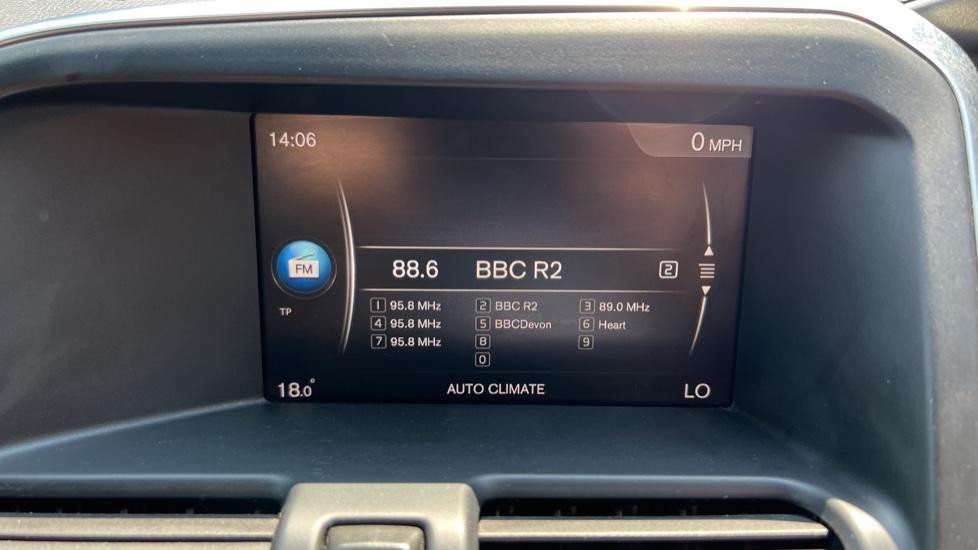 14:06 0 MPH
FM
TP
88.6 BBC R2 2
1 95.8 MHz 2 BBC R2 3 89.0 MHz
4 95.8 MHz 5 BBCDevon 6 Heart
7 95.8 MHz 8 9
0
18.0° AUTO CLIMATE LO